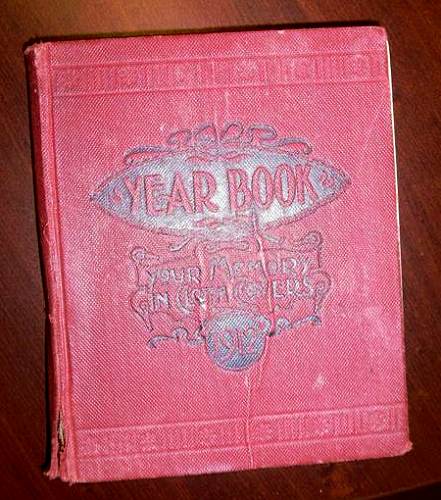 YEAR BOOK
YOUR MEMORY
IN CLOTH COVERS
1912